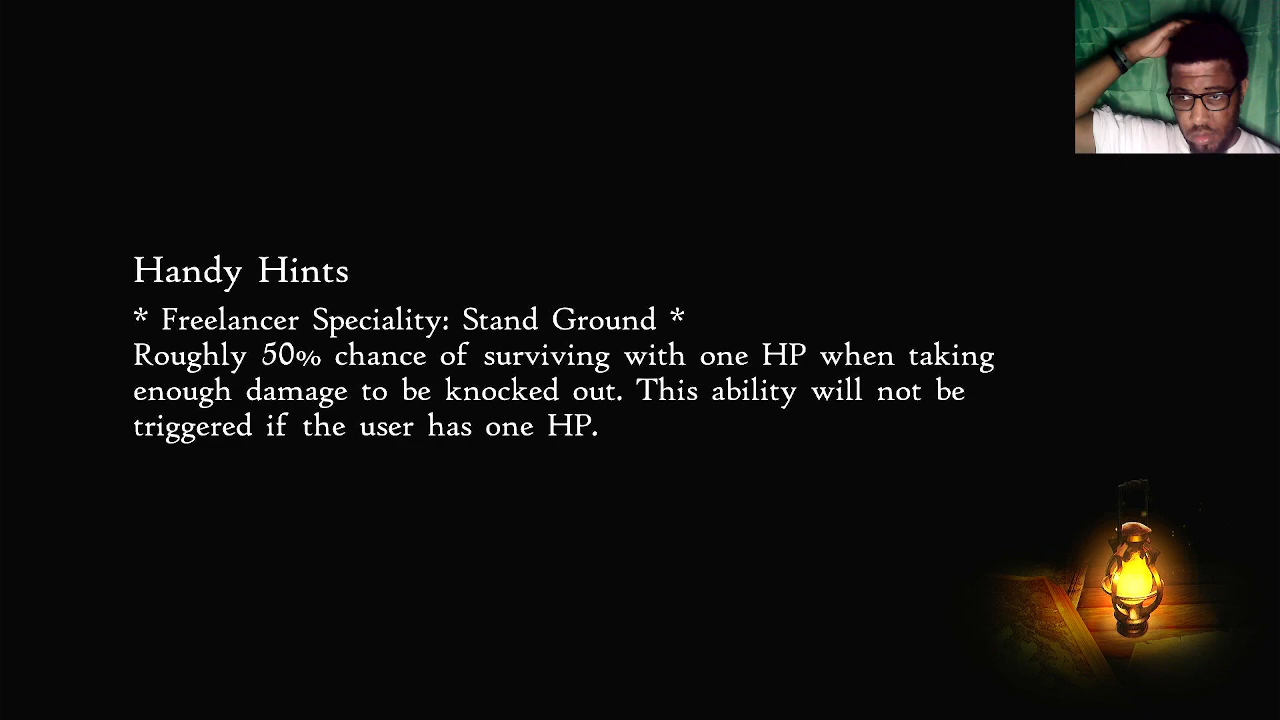 Handy Hints
* Freelancer Speciality: Stand Ground *
Roughly 50% chance of surviving with one HP when taking
enough damage to be knocked out. This ability will not be
triggered if the user has one HP.